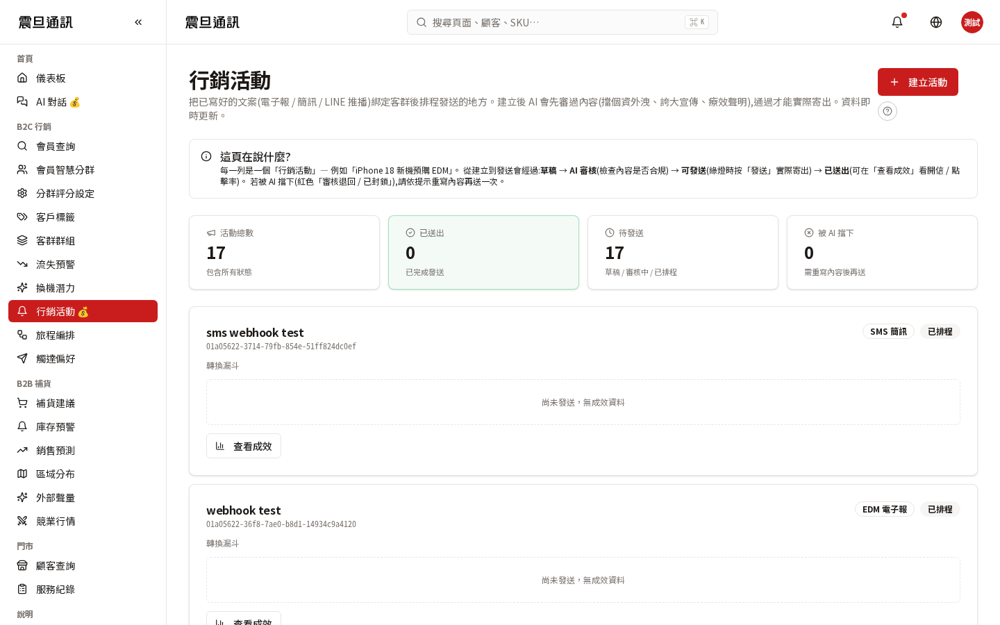 震旦通訊
首頁
儀表板
AI 對話 💰
B2C 行銷
會員查詢
會員智慧分群
分群評分設定
客戶標籤
客群群組
流失預警
換機潛力
行銷活動 💰
旅程編排
觸達偏好
B2B 補貨
補貨建議
庫存預警
銷售預測
區域分布
外部聲量
競業行情
門市
顧客查詢
服務紀錄
說明
震旦通訊
搜尋頁面、顧客、SKU…
⌘ K
測試
行銷活動
建立活動
把已寫好的文案(電子報 / 簡訊 / LINE 推播)綁定客群後排程發送的地方。建立後 AI 會先審過內容(擋個資外洩、誇大宣傳、療效聲明),通過才能實際寄出。資料即
時更新。
這頁在說什麼?
每一列是一個「行銷活動」— 例如「iPhone 18 新機預購 EDM」。 從建立到發送會經過:草稿 → AI 審核(檢查內容是否合規) → 可發送(綠燈時按「發送」實際寄出) → 已送出(可在「查看成效」看開信 / 點
擊率)。 若被 AI 擋下(紅色「審核退回 / 已封鎖」),請依提示重寫內容再送一次。
活動總數
17
包含所有狀態
已送出
0
已完成發送
待發送
17
草稿 / 審核中 / 已排程
被 AI 擋下
0
需重寫內容後再送
sms webhook test
SMS 簡訊
已排程
01a05622-3714-79fb-854e-51ff824dc0ef
轉換漏斗
尚未發送，無成效資料
查看成效
webhook test
EDM 電子報
已排程
01a05622-36f8-7ae0-b8d1-14934c9a4120
轉換漏斗
尚未發送，無成效資料
查看成效